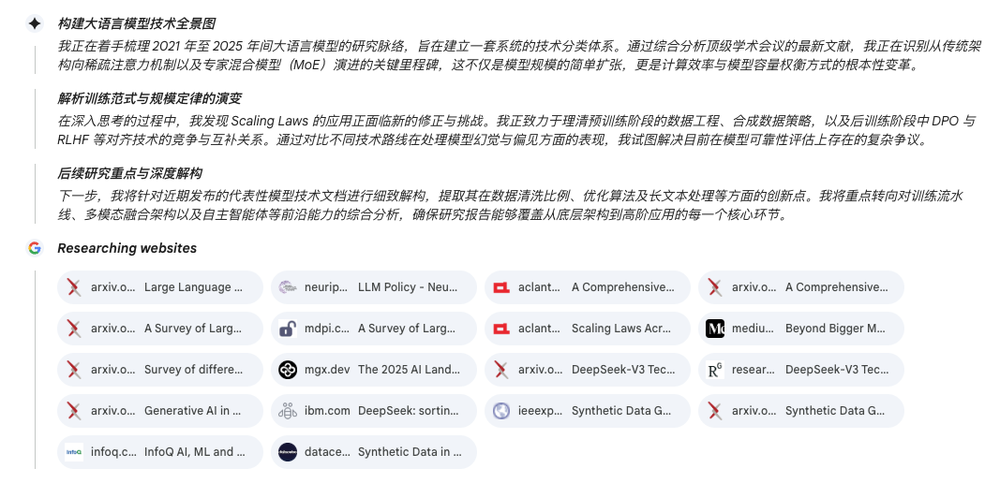 构建大语言模型技术全景图
我正在着手梳理 2021 年至 2025 年间大语言模型的研究脉络，旨在建立一套系统的技术分类体系。通过综合分析顶级学术会议的最新文献，我正在识别从传统架
构向稀疏注意力机制以及专家混合模型（MoE）演进的关键里程碑，这不仅是模型规模的简单扩张，更是计算效率与模型容量权衡方式的根本性变革。
解析训练范式与规模定律的演变
在深入思考的过程中，我发现 Scaling Laws 的应用正面临新的修正与挑战。我正致力于理清预训练阶段的数据工程、合成数据策略，以及后训练阶段中 DPO 与
RLHF 等对齐技术的竞争与互补关系。通过对比不同技术路线在处理模型幻觉与偏见方面的表现，我试图解决目前在模型可靠性评估上存在的复杂争议。
后续研究重点与深度解构
下一步，我将针对近期发布的代表性模型技术文档进行细致解构，提取其在数据清洗比例、优化算法及长文本处理等方面的创新点。我将重点转向对训练流水
线、多模态融合架构以及自主智能体等前沿能力的综合分析，确保研究报告能够覆盖从底层架构到高阶应用的每一个核心环节。
Researching websites
arxiv.o... Large Language ... neurip... LLM Policy - Neu... aclant... A Comprehensive... arxiv.o... A Comprehensive...
arxiv.o... A Survey of Larg... mdpi.c... A Survey of Larg... aclant... Scaling Laws Acr... mediu... Beyond Bigger M...
arxiv.o... Survey of differe... mgx.dev The 2025 AI Land... arxiv.o... DeepSeek-V3 Tec... resear... DeepSeek-V3 Tec...
arxiv.o... Generative AI in ... ibm.com DeepSeek: sortin... ieeexp... Synthetic Data G... arxiv.o... Synthetic Data G...
infoq.c... InfoQ AI, ML and ... datace... Synthetic Data in ...